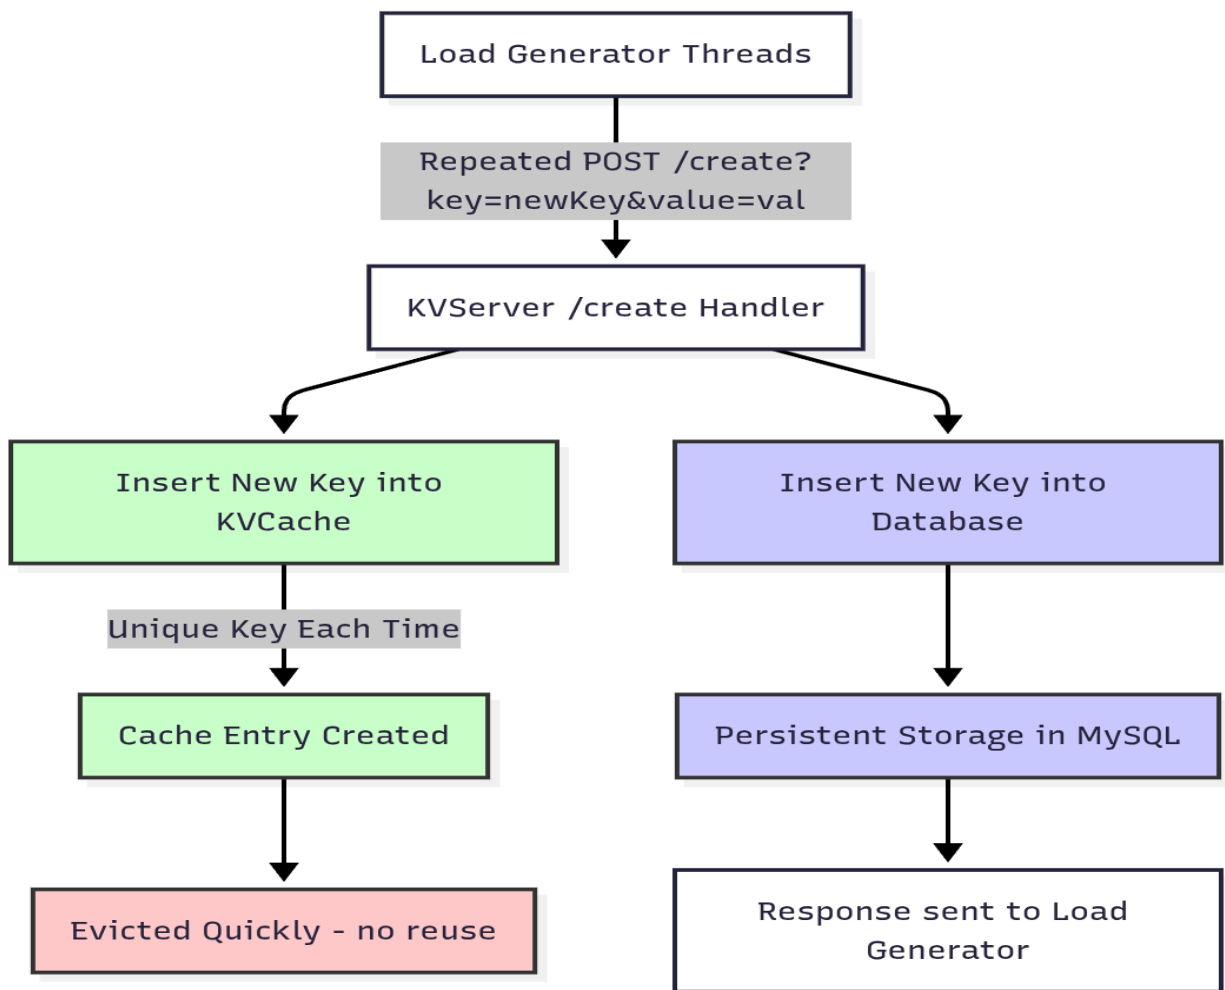 Load Generator Threads
Repeated POST /create?
key=newKey&value=val
KVServer /create Handler
Insert New Key into
KVCache
Insert New Key into
Database
Unique Key Each Time
Cache Entry Created
Persistent Storage in MySQL
Evicted Quickly - no reuse
Response sent to Load
Generator